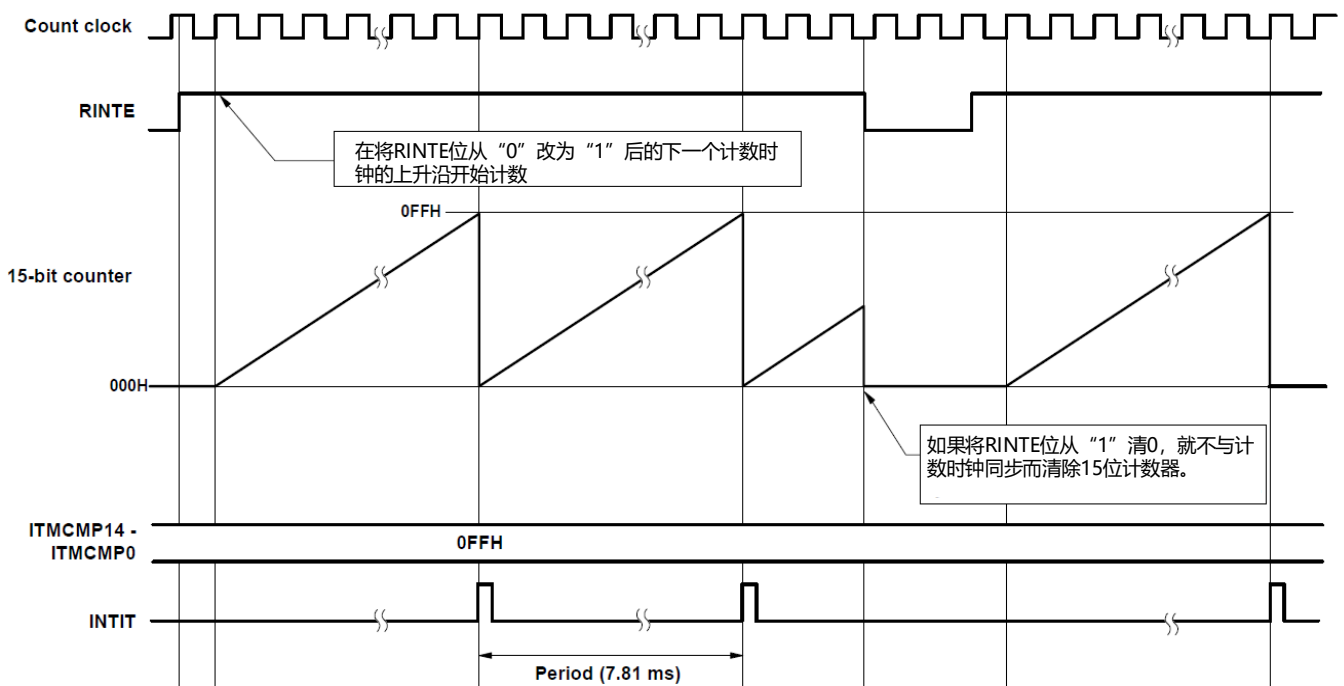 Count clock
RINTE
在将RINTE位从“0”改为“1”后的下一个计数时
钟的上升沿开始计数
0FFH
15-bit counter
000H
如果将RINTE位从“1”清0，就不与计
数时钟同步而清除15位计数器。
ITMCMP14 -
ITMCMP0
0FFH
INTIT
Period (7.81 ms)